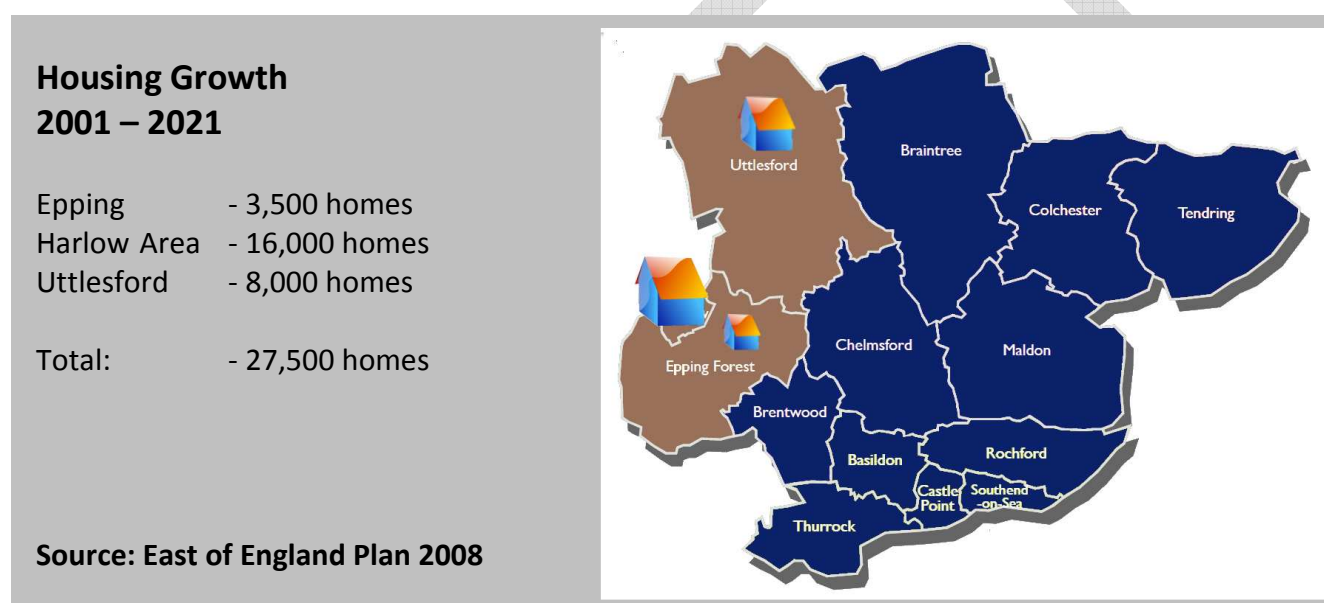 Housing Growth
2001 – 2021
Epping - 3,500 homes
Harlow Area - 16,000 homes
Uttlesford - 8,000 homes
Total: - 27,500 homes
Source: East of England Plan 2008
Uttlesford
Braintree
Colchester
Tendring
Chelmsford
Maldon
Epping Forest
Brentwood
Basildon
Rochford
Castle
Point
Southend
-on-Sea
Thurrock